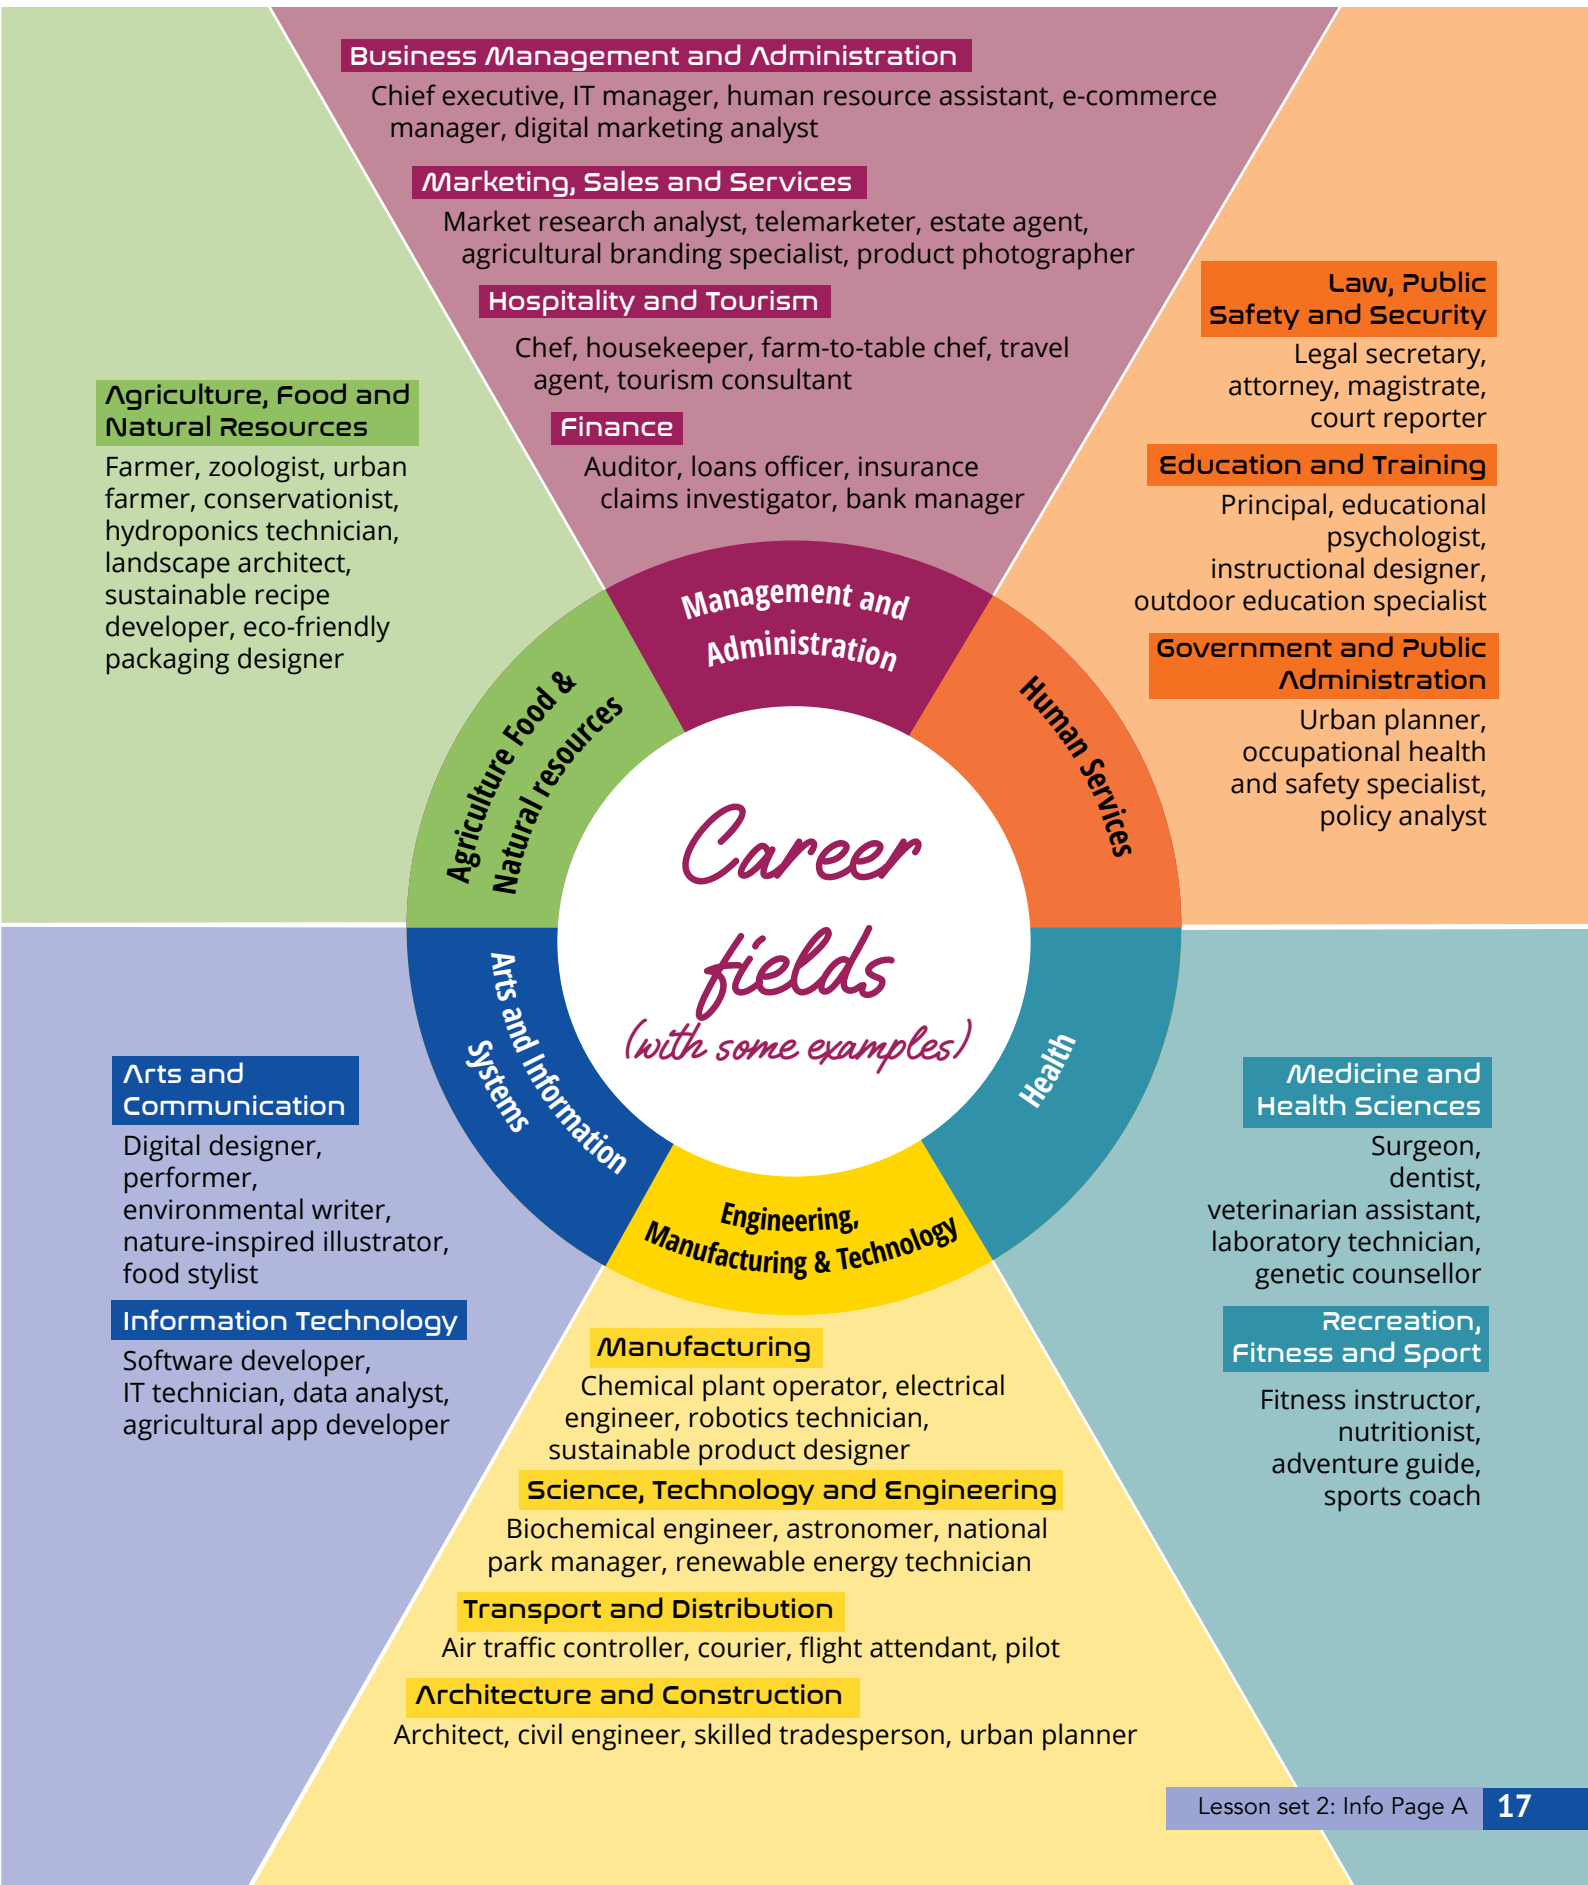 Business Management and Administration
Chief executive, IT manager, human resource assistant, e-commerce
manager, digital marketing analyst
Marketing, Sales and Services
Market research analyst, telemarketer, estate agent,
agricultural branding specialist, product photographer
Hospitality and Tourism
Chef, housekeeper, farm-to-table chef, travel
agent, tourism consultant
Finance
Auditor, loans officer, insurance
claims investigator, bank manager
Law, Public
Safety and Security
Legal secretary,
attorney, magistrate,
court reporter
Education and Training
Principal, educational
psychologist,
instructional designer,
outdoor education specialist
Government and Public
Administration
Urban planner,
occupational health
and safety specialist,
policy analyst
Agriculture, Food and
Natural Resources
Farmer, zoologist, urban
farmer, conservationist,
hydroponics technician,
landscape architect,
sustainable recipe
developer, eco-friendly
packaging designer
Management and
Administration
Human Services
Agriculture Food &
Natural resources
Career
fields
(with some examples)
Arts and Information
Systems
Health
Engineering,
Manufacturing & Technology
Arts and
Communication
Digital designer,
performer,
environmental writer,
nature-inspired illustrator,
food stylist
Information Technology
Software developer,
IT technician, data analyst,
agricultural app developer
Medicine and
Health Sciences
Surgeon,
dentist,
veterinarian assistant,
laboratory technician,
genetic counsellor
Recreation,
Fitness and Sport
Fitness instructor,
nutritionist,
adventure guide,
sports coach
Manufacturing
Chemical plant operator, electrical
engineer, robotics technician,
sustainable product designer
Science, Technology and Engineering
Biochemical engineer, astronomer, national
park manager, renewable energy technician
Transport and Distribution
Air traffic controller, courier, flight attendant, pilot
Architecture and Construction
Architect, civil engineer, skilled tradesperson, urban planner
Lesson set 2: Info Page A 17